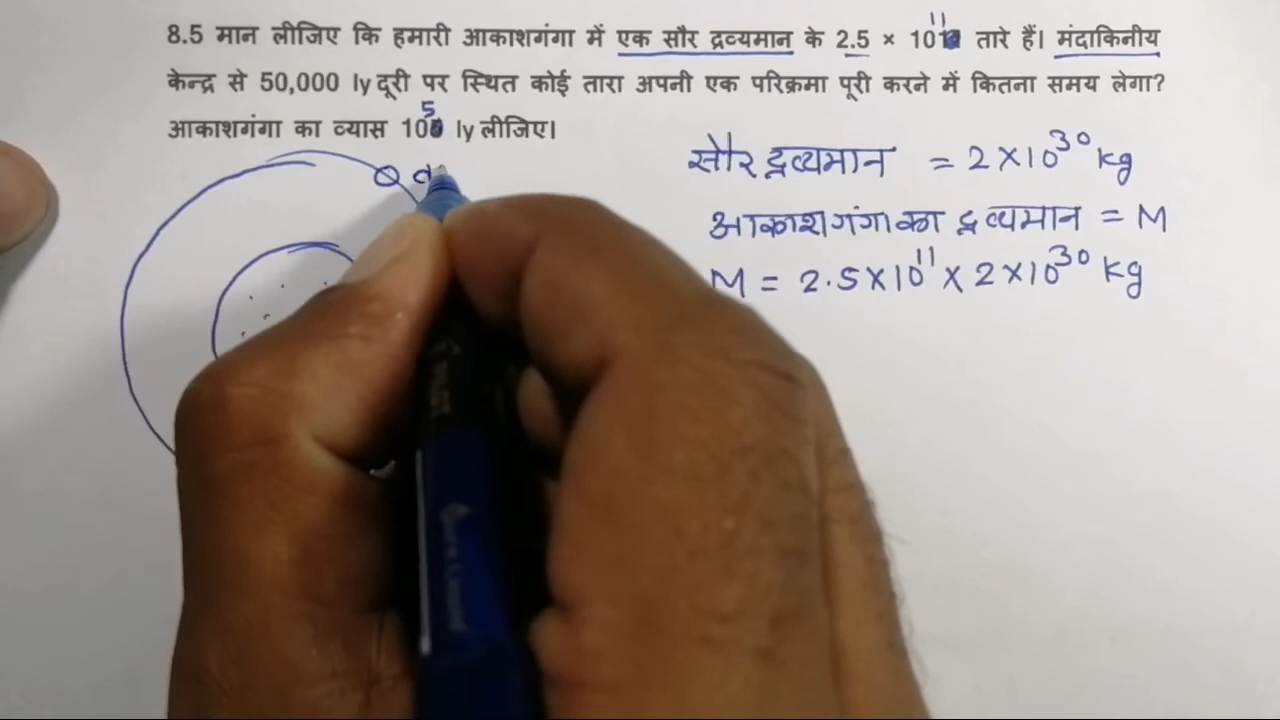 8.5 मान लीजिए कि हमारी आकाशगंगा में एक सौर द्रव्यमान के 2.5 × 10¹¹ तारे हैं। मंदाकिनीय
केन्द्र से 50,000 ly दूरी पर स्थित कोई तारा अपनी एक परिक्रमा पूरी करने में कितना समय लेगा?
आकाशगंगा का व्यास 10⁵ ly लीजिए।
सौर द्रव्यमान = 2 × 10³⁰ kg
आकाशगंगा का द्रव्यमान = M
M = 2.5 × 10¹¹ × 2 × 10³⁰ kg